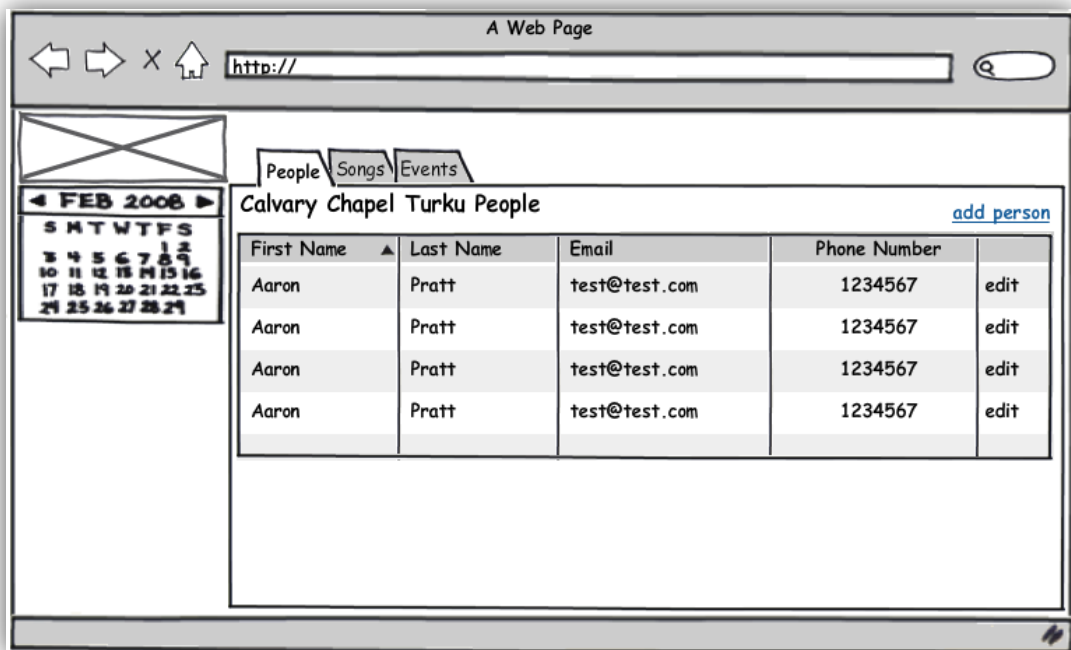 A Web Page
http://
People Songs Events
FEB 2008
S M T W T F S
1 2
3 4 5 6 7 8 9
10 11 12 13 14 15 16
17 18 19 20 21 22 23
24 25 26 27 28 29
Calvary Chapel Turku People
add person
First Name Last Name Email Phone Number
Aaron Pratt test@test.com 1234567 edit
Aaron Pratt test@test.com 1234567 edit
Aaron Pratt test@test.com 1234567 edit
Aaron Pratt test@test.com 1234567 edit